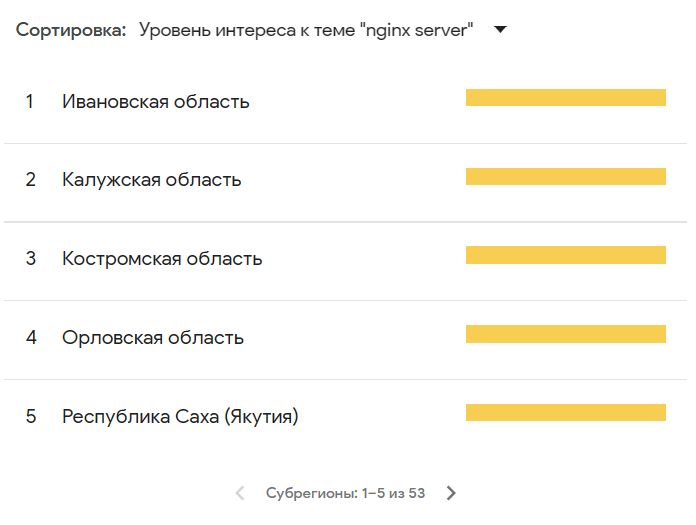 Сортировка: Уровень интереса к теме "nginx server"
1 Ивановская область
2 Калужская область
3 Костромская область
4 Орловская область
5 Республика Саха (Якутия)
Субрегионы: 1–5 из 53